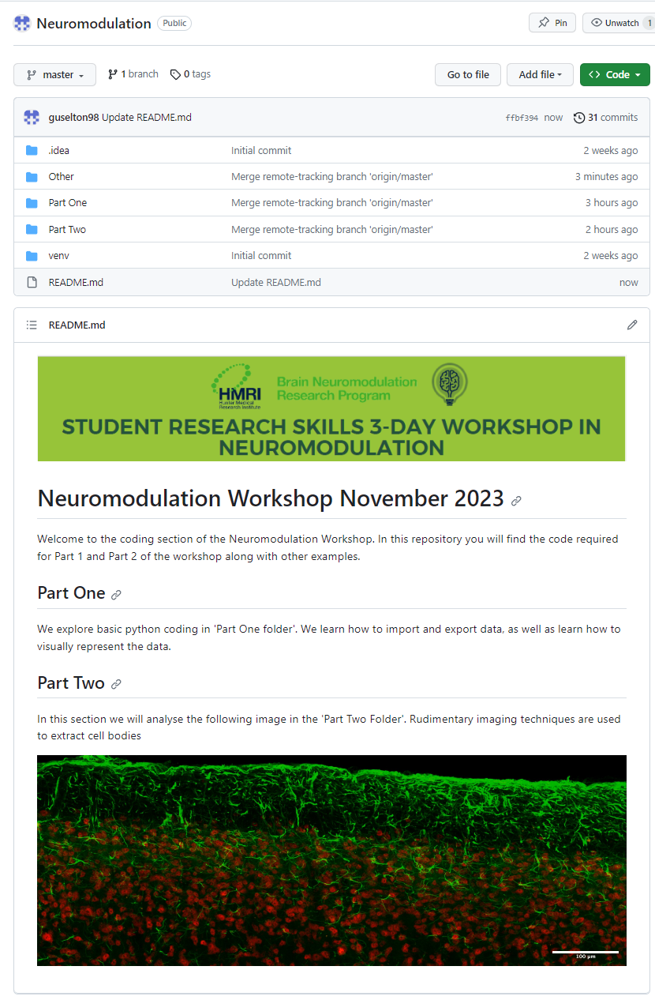 Neuromodulation Public Pin Unwatch 1
master 1 branch 0 tags Go to file Add file Code
guselton98 Update README.md ffbf394 now 31 commits
.idea Initial commit 2 weeks ago
Other Merge remote-tracking branch 'origin/master' 3 minutes ago
Part One Merge remote-tracking branch 'origin/master' 3 hours ago
Part Two Merge remote-tracking branch 'origin/master' 2 hours ago
venv Initial commit 2 weeks ago
README.md Update README.md now
README.md
HMRI
Hunter Medical
Research Institute
Brain Neuromodulation
Research Program
STUDENT RESEARCH SKILLS 3-DAY WORKSHOP IN
NEUROMODULATION
Neuromodulation Workshop November 2023
Welcome to the coding section of the Neuromodulation Workshop. In this repository you will find the code required
for Part 1 and Part 2 of the workshop along with other examples.
Part One
We explore basic python coding in 'Part One folder'. We learn how to import and export data, as well as learn how to
visually represent the data.
Part Two
In this section we will analyse the following image in the 'Part Two Folder'. Rudimentary imaging techniques are used
to extract cell bodies
100 µm